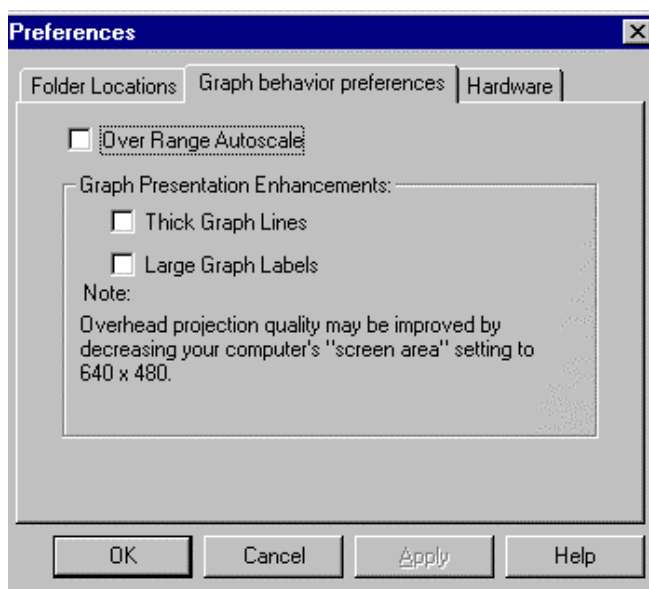 Preferences
Folder Locations Graph behavior preferences Hardware
Over Range Autoscale
Graph Presentation Enhancements:
Thick Graph Lines
Large Graph Labels
Note:
Overhead projection quality may be improved by
decreasing your computer's "screen area" setting to
640 x 480.
OK Cancel Apply Help